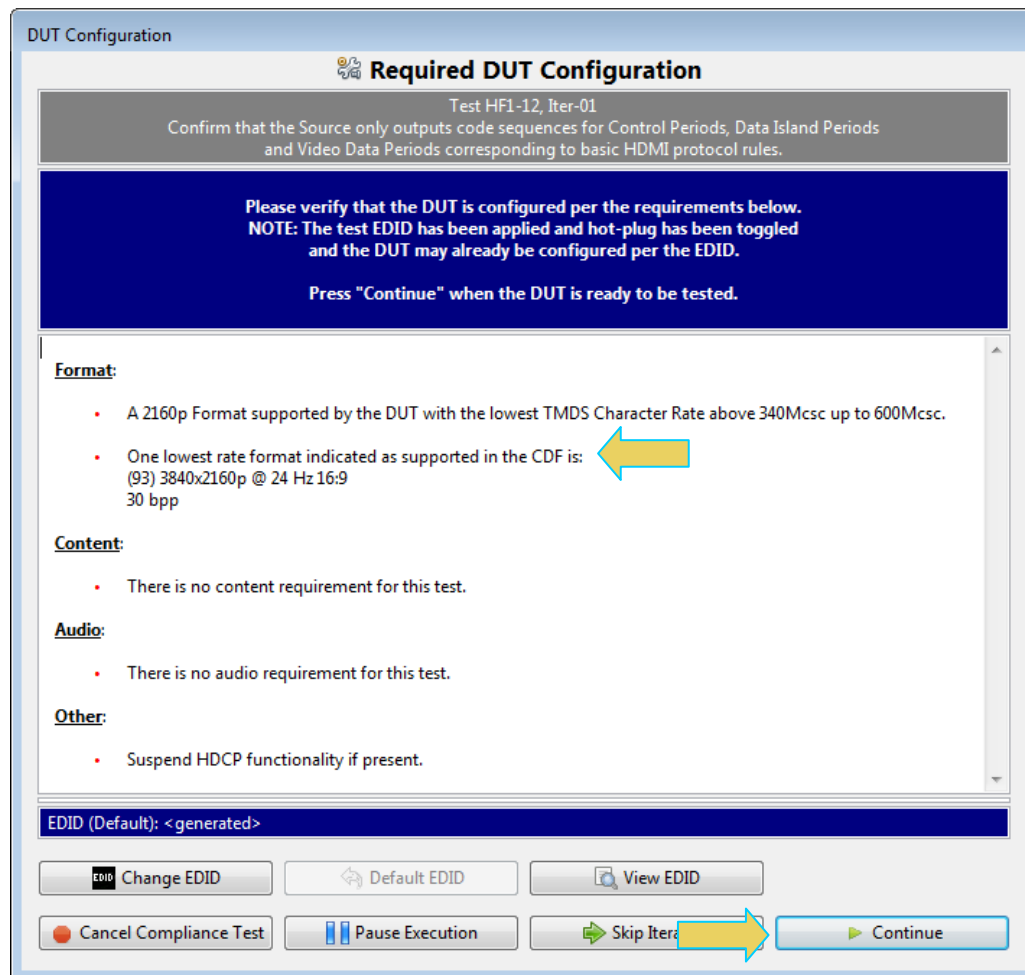 DUT Configuration
Required DUT Configuration
Test HF1-12, Iter-01
Confirm that the Source only outputs code sequences for Control Periods, Data Island Periods
and Video Data Periods corresponding to basic HDMI protocol rules.
Please verify that the DUT is configured per the requirements below.
NOTE: The test EDID has been applied and hot-plug has been toggled
and the DUT may already be configured per the EDID.
Press "Continue" when the DUT is ready to be tested.
Format:
• A 2160p Format supported by the DUT with the lowest TMDS Character Rate above 340Mcsc up to 600Mcsc.
• One lowest rate format indicated as supported in the CDF is:
(93) 3840x2160p @ 24 Hz 16:9
30 bpp
Content:
• There is no content requirement for this test.
Audio:
• There is no audio requirement for this test.
Other:
• Suspend HDCP functionality if present.
EDID (Default): <generated>
EDID Change EDID
Default EDID
View EDID
Cancel Compliance Test
Pause Execution
Skip
Continue